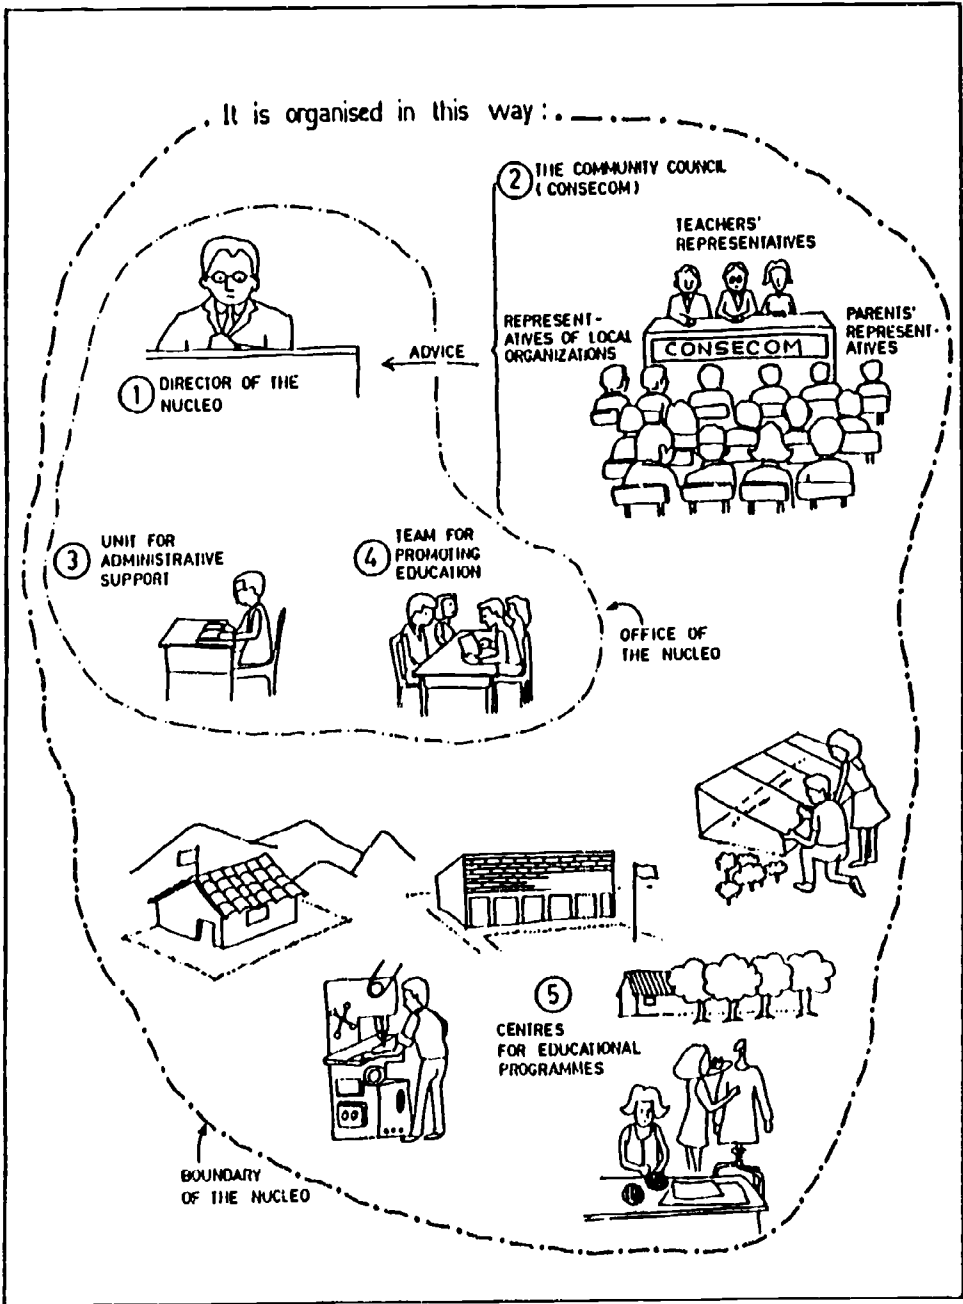 It is organised in this way :
2 THE COMMUNITY COUNCIL
(CONSECOM)
TEACHERS'
REPRESENTATIVES
REPRESENT-
ATIVES OF LOCAL
ORGANIZATIONS
PARENTS'
REPRESENT-
ATIVES
CONSECOM
ADVICE
1 DIRECTOR OF THE
NUCLEO
3 UNIT FOR
ADMINISTRATIVE
SUPPORT
4 TEAM FOR
PROMOTING
EDUCATION
OFFICE OF
THE NUCLEO
5
CENTRES
FOR EDUCATIONAL
PROGRAMMES
BOUNDARY
OF THE NUCLEO